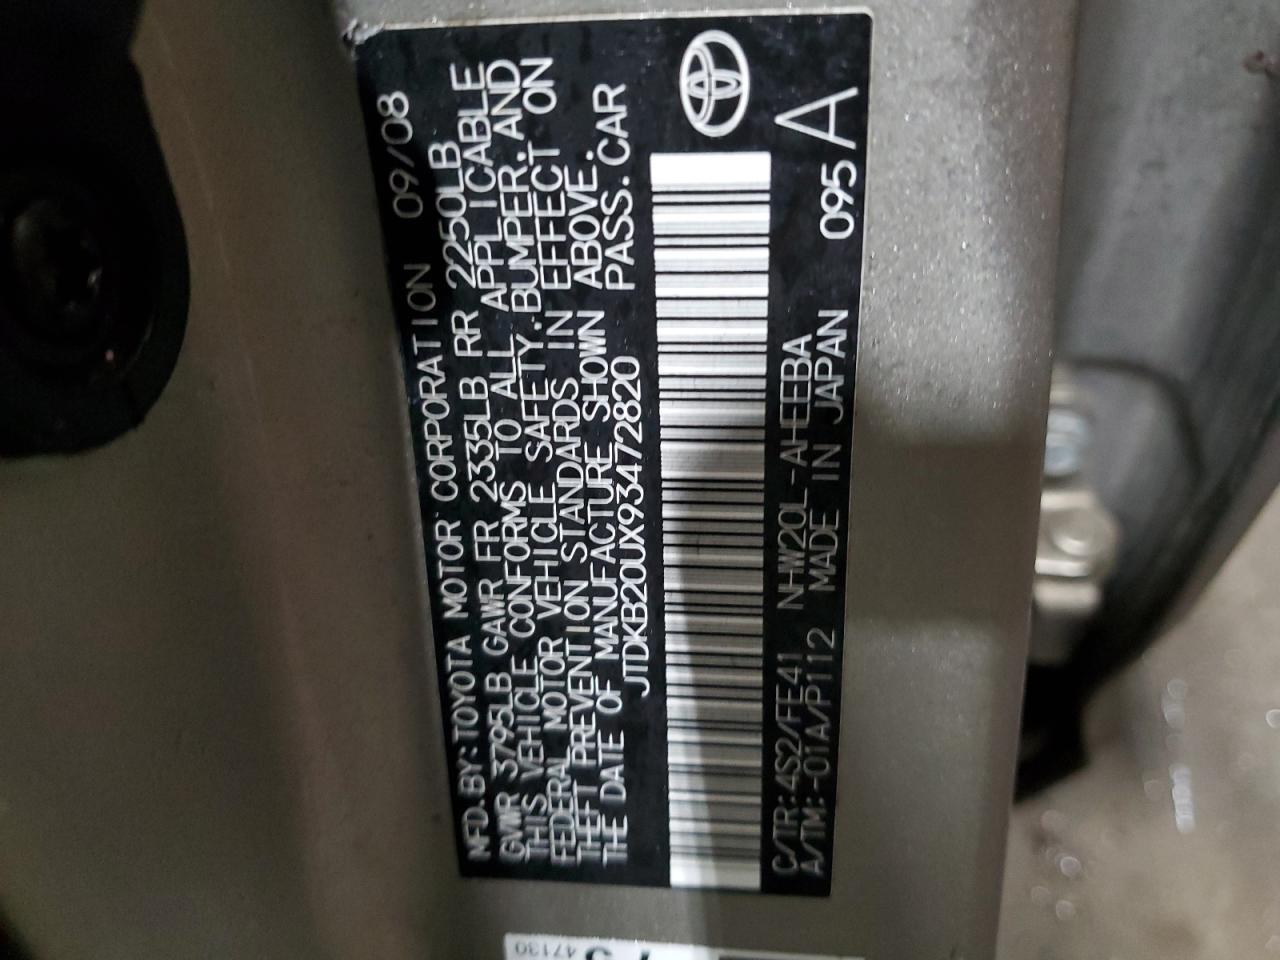 MFD.BY:TOYOTA MOTOR CORPORATION 09/08
GVWR 3795LB GAWR FR 2335LB RR 2250LB
THIS VEHICLE CONFORMS TO ALL APPLICABLE
FEDERAL MOTOR VEHICLE SAFETY,BUMPER,AND
THEFT PREVENTION STANDARDS IN EFFECT ON
THE DATE OF MANUFACTURE SHOWN ABOVE.
JTDKB20UX93472820 PASS.CAR
C/TR:4S2/FE41 NHW20L-AHEEBA
A/TM:-01A/P112 MADE IN JAPAN 095 A
47130